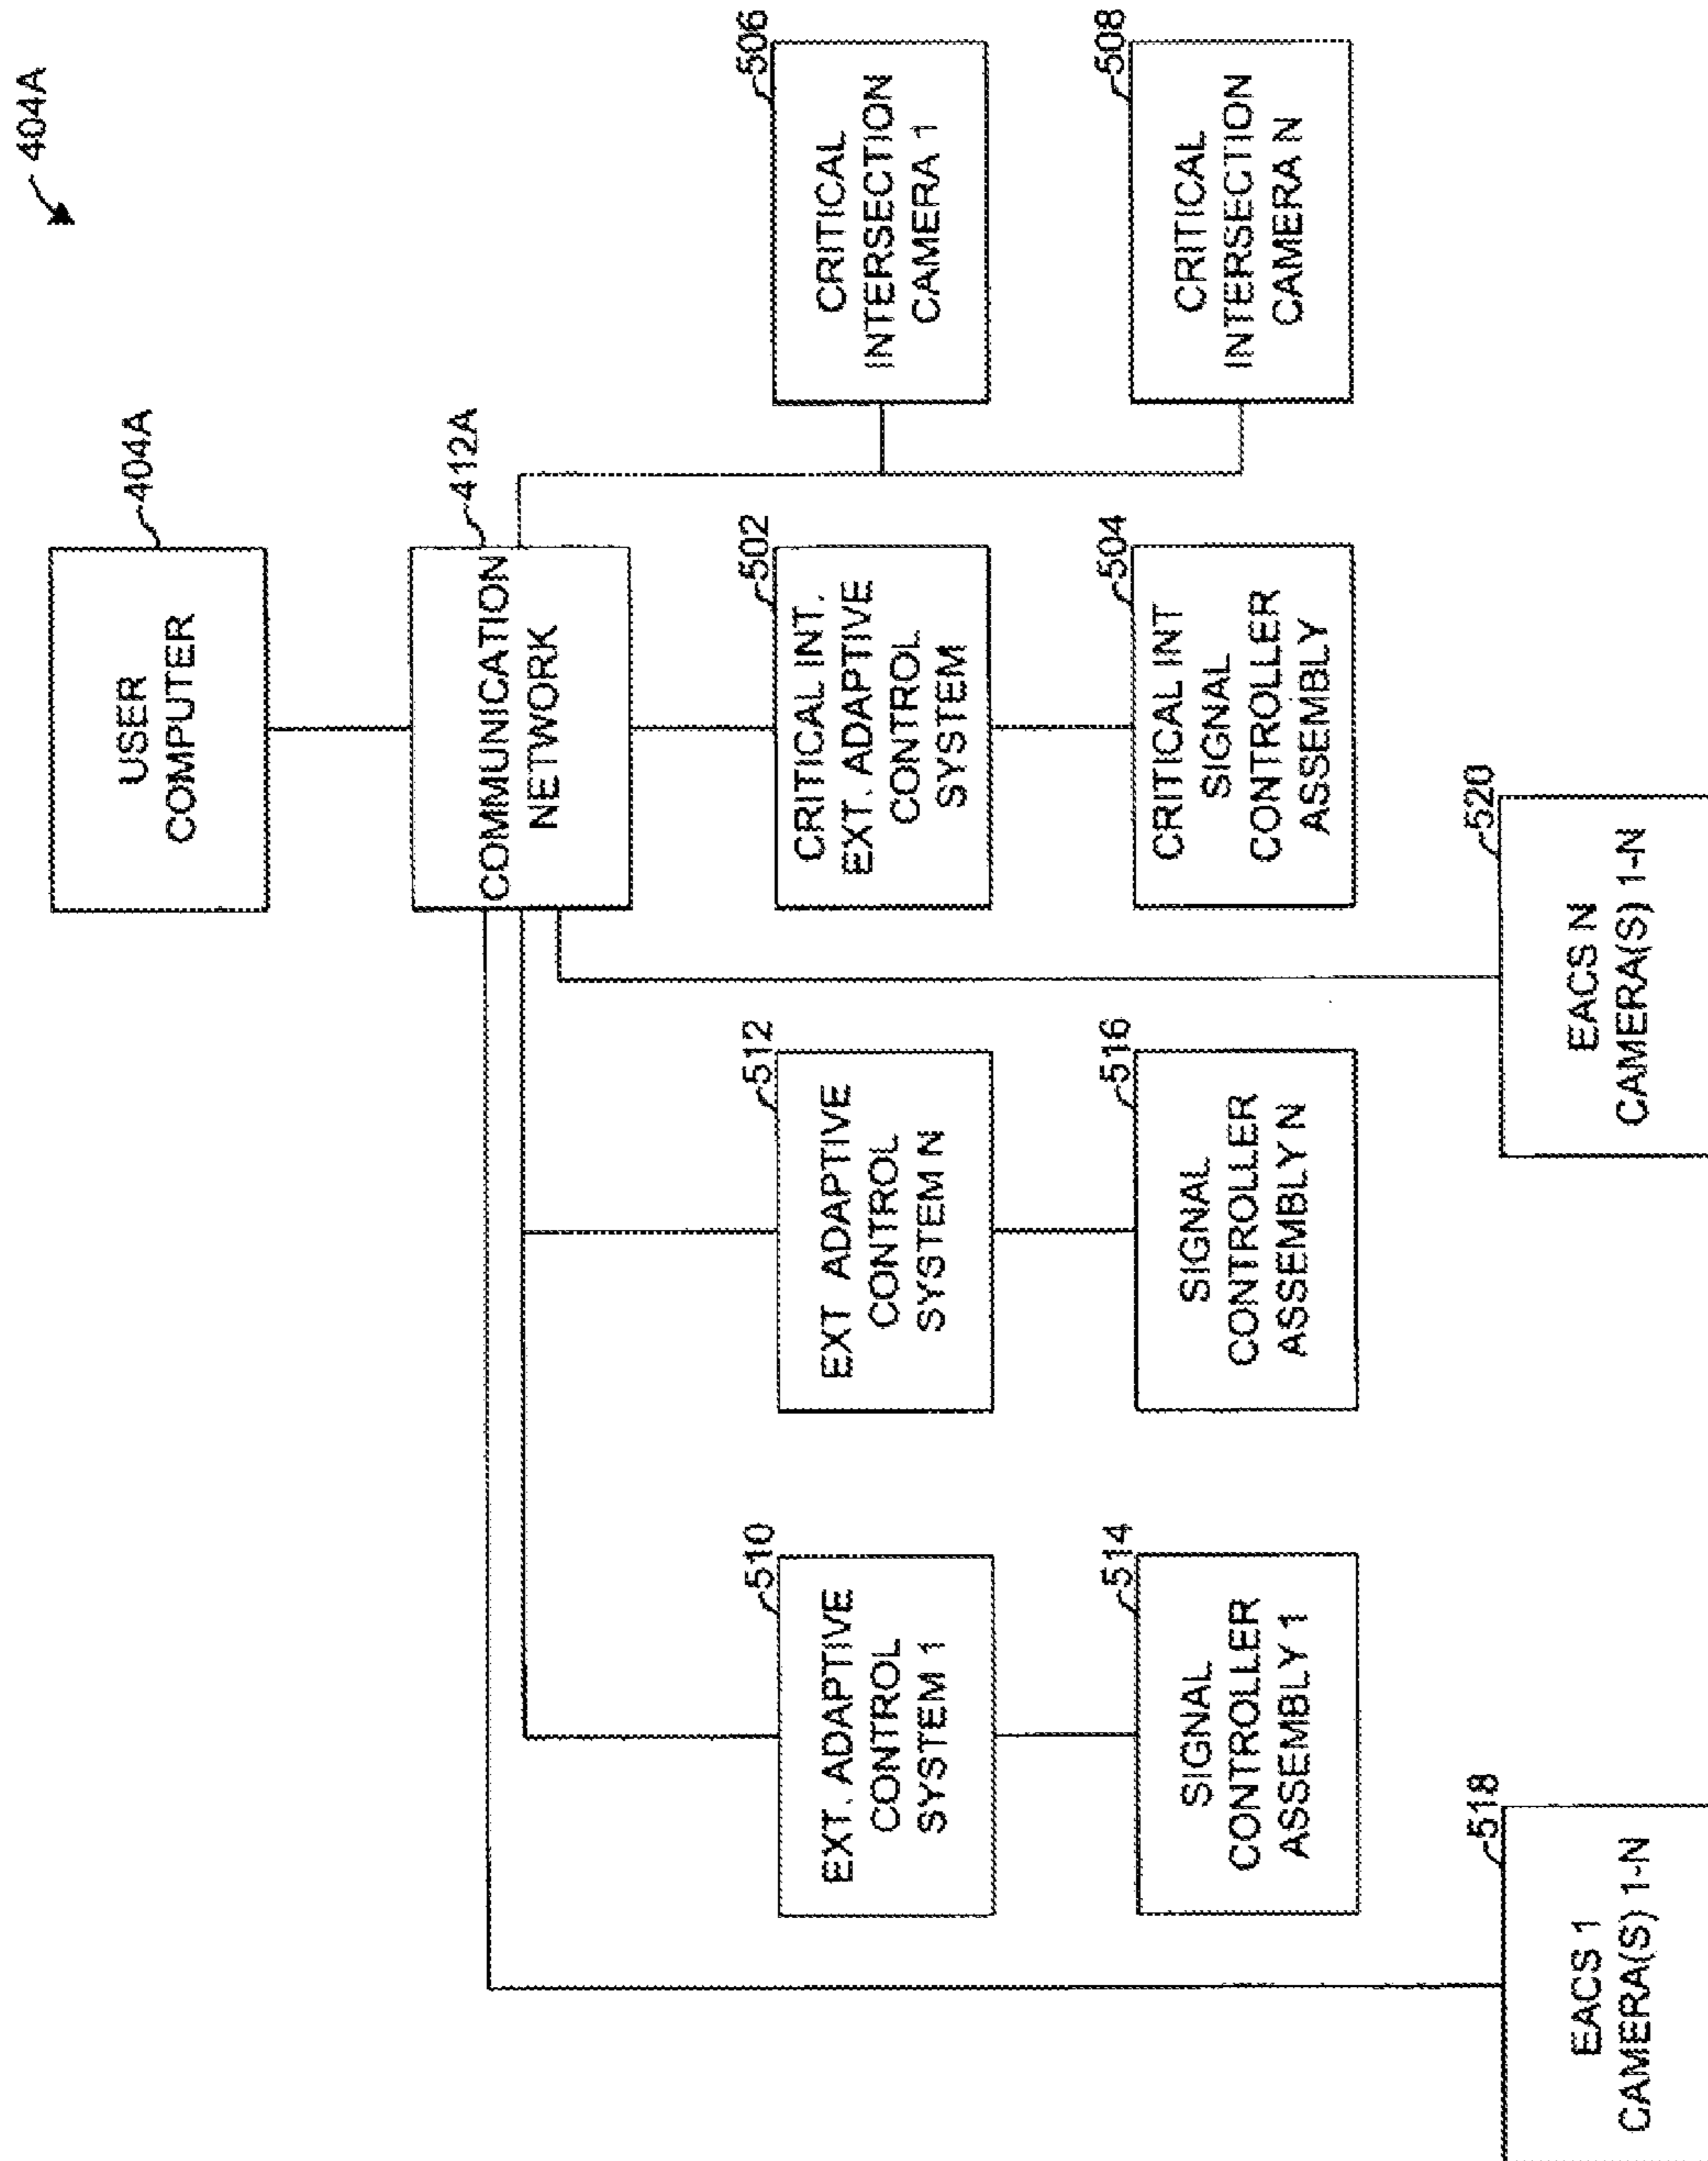 404A
USER
COMPUTER
404A
COMMUNICATION
NETWORK
412A
EXT. ADAPTIVE
CONTROL
SYSTEM 1
510
EXT ADAPTIVE
CONTROL
SYSTEM N
512
CRITICAL INT.
EXT. ADAPTIVE
CONTROL
SYSTEM
502
CRITICAL
INTERSECTION
CAMERA 1
506
SIGNAL
CONTROLLER
ASSEMBLY 1
514
SIGNAL
CONTROLLER
ASSEMBLY N
516
CRITICAL INT
SIGNAL
CONTROLLER
ASSEMBLY
504
CRITICAL
INTERSECTION
CAMERA N
508
EACS 1
CAMERA(S) 1-N
518
EACS N
CAMERA(S) 1-N
520